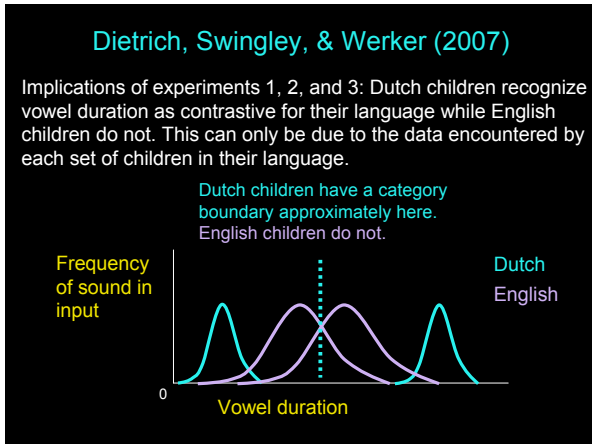 Dietrich, Swingley, & Werker (2007)
Implications of experiments 1, 2, and 3: Dutch children recognize
vowel duration as contrastive for their language while English
children do not. This can only be due to the data encountered by
each set of children in their language.
Dutch children have a category
boundary approximately here.
English children do not.
Frequency
of sound in
input
Dutch
English
0
Vowel duration